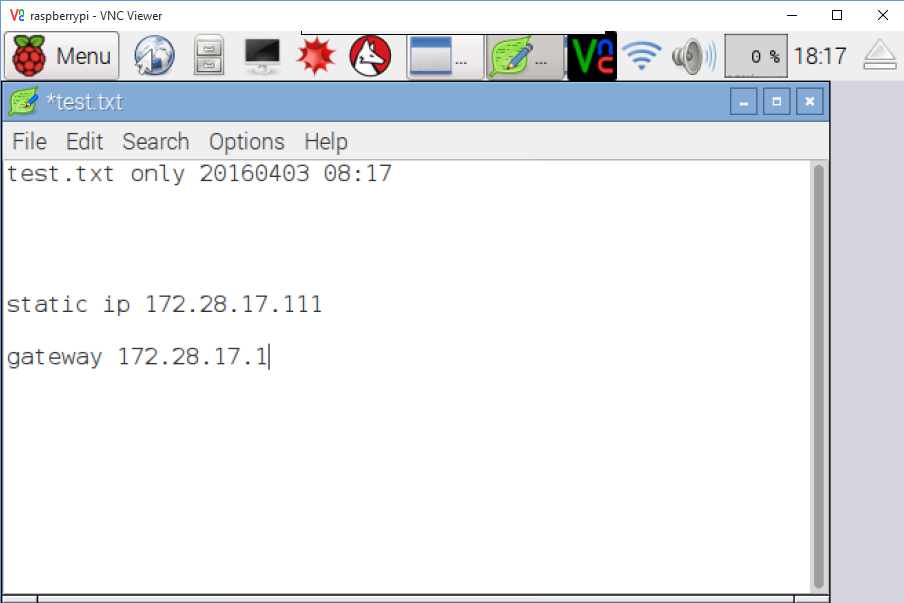 raspberrypi - VNC Viewer
Menu ... ... 0 % 18:17
*test.txt
File Edit Search Options Help
test.txt only 20160403 08:17
static ip 172.28.17.111
gateway 172.28.17.1